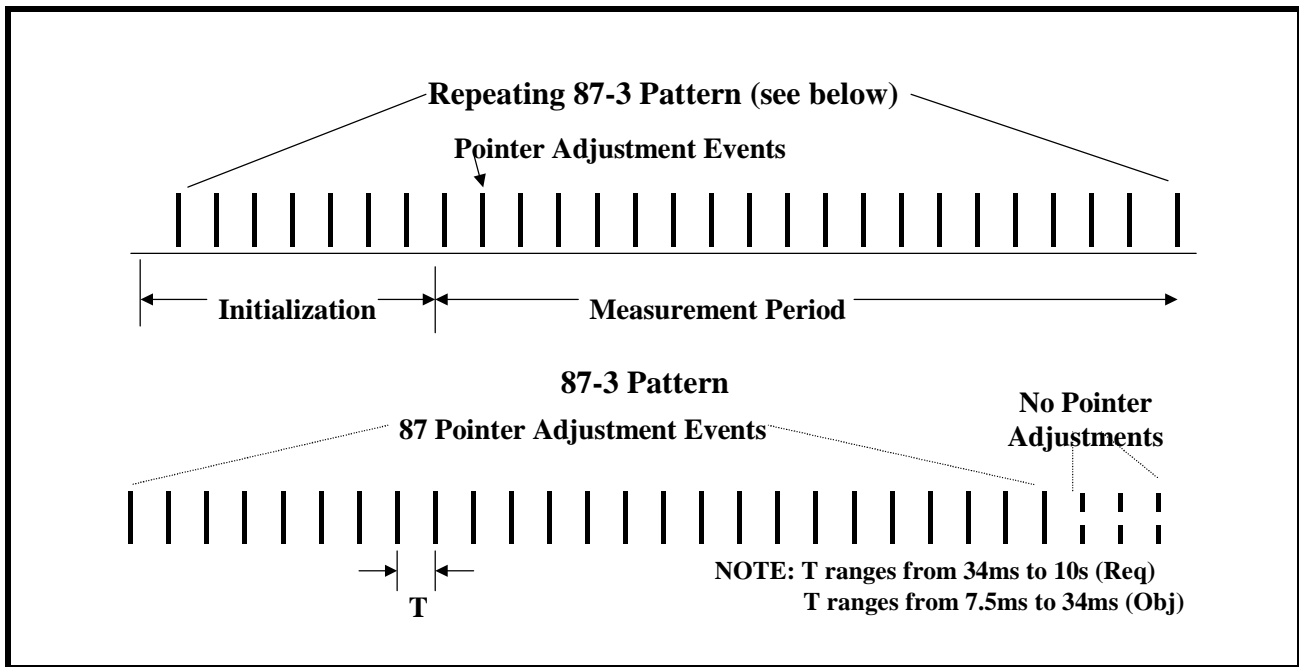 Repeating 87-3 Pattern (see below)
Pointer Adjustment Events
Initialization
Measurement Period
87-3 Pattern
87 Pointer Adjustment Events
No Pointer
Adjustments
T
NOTE: T ranges from 34ms to 10s (Req)
T ranges from 7.5ms to 34ms (Obj)